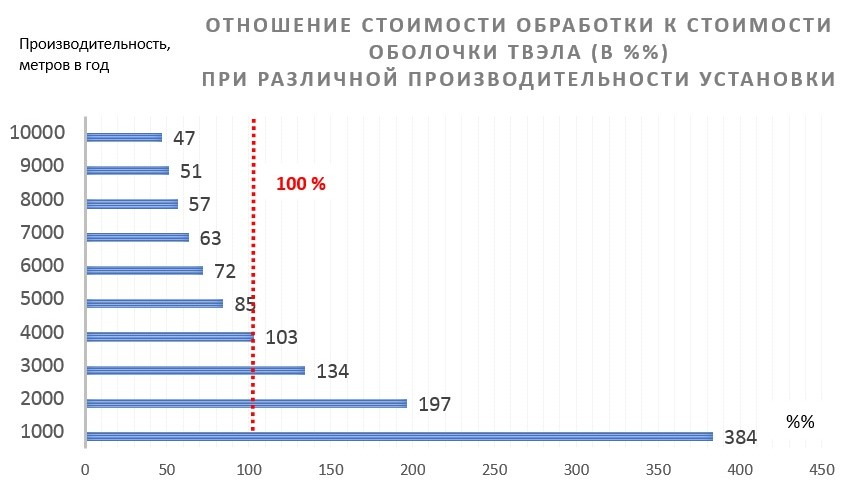 ОТНОШЕНИЕ СТОИМОСТИ ОБРАБОТКИ К СТОИМОСТИ
ОБОЛОЧКИ ТВЭЛА (В %%)
ПРИ РАЗЛИЧНОЙ ПРОИЗВОДИТЕЛЬНОСТИ УСТАНОВКИ
Производительность,
метров в год
10000 47
9000 51
100 %
8000 57
7000 63
6000 72
5000 85
4000 103
3000 134
2000 197
%%
1000 384
0 50 100 150 200 250 300 350 400 450